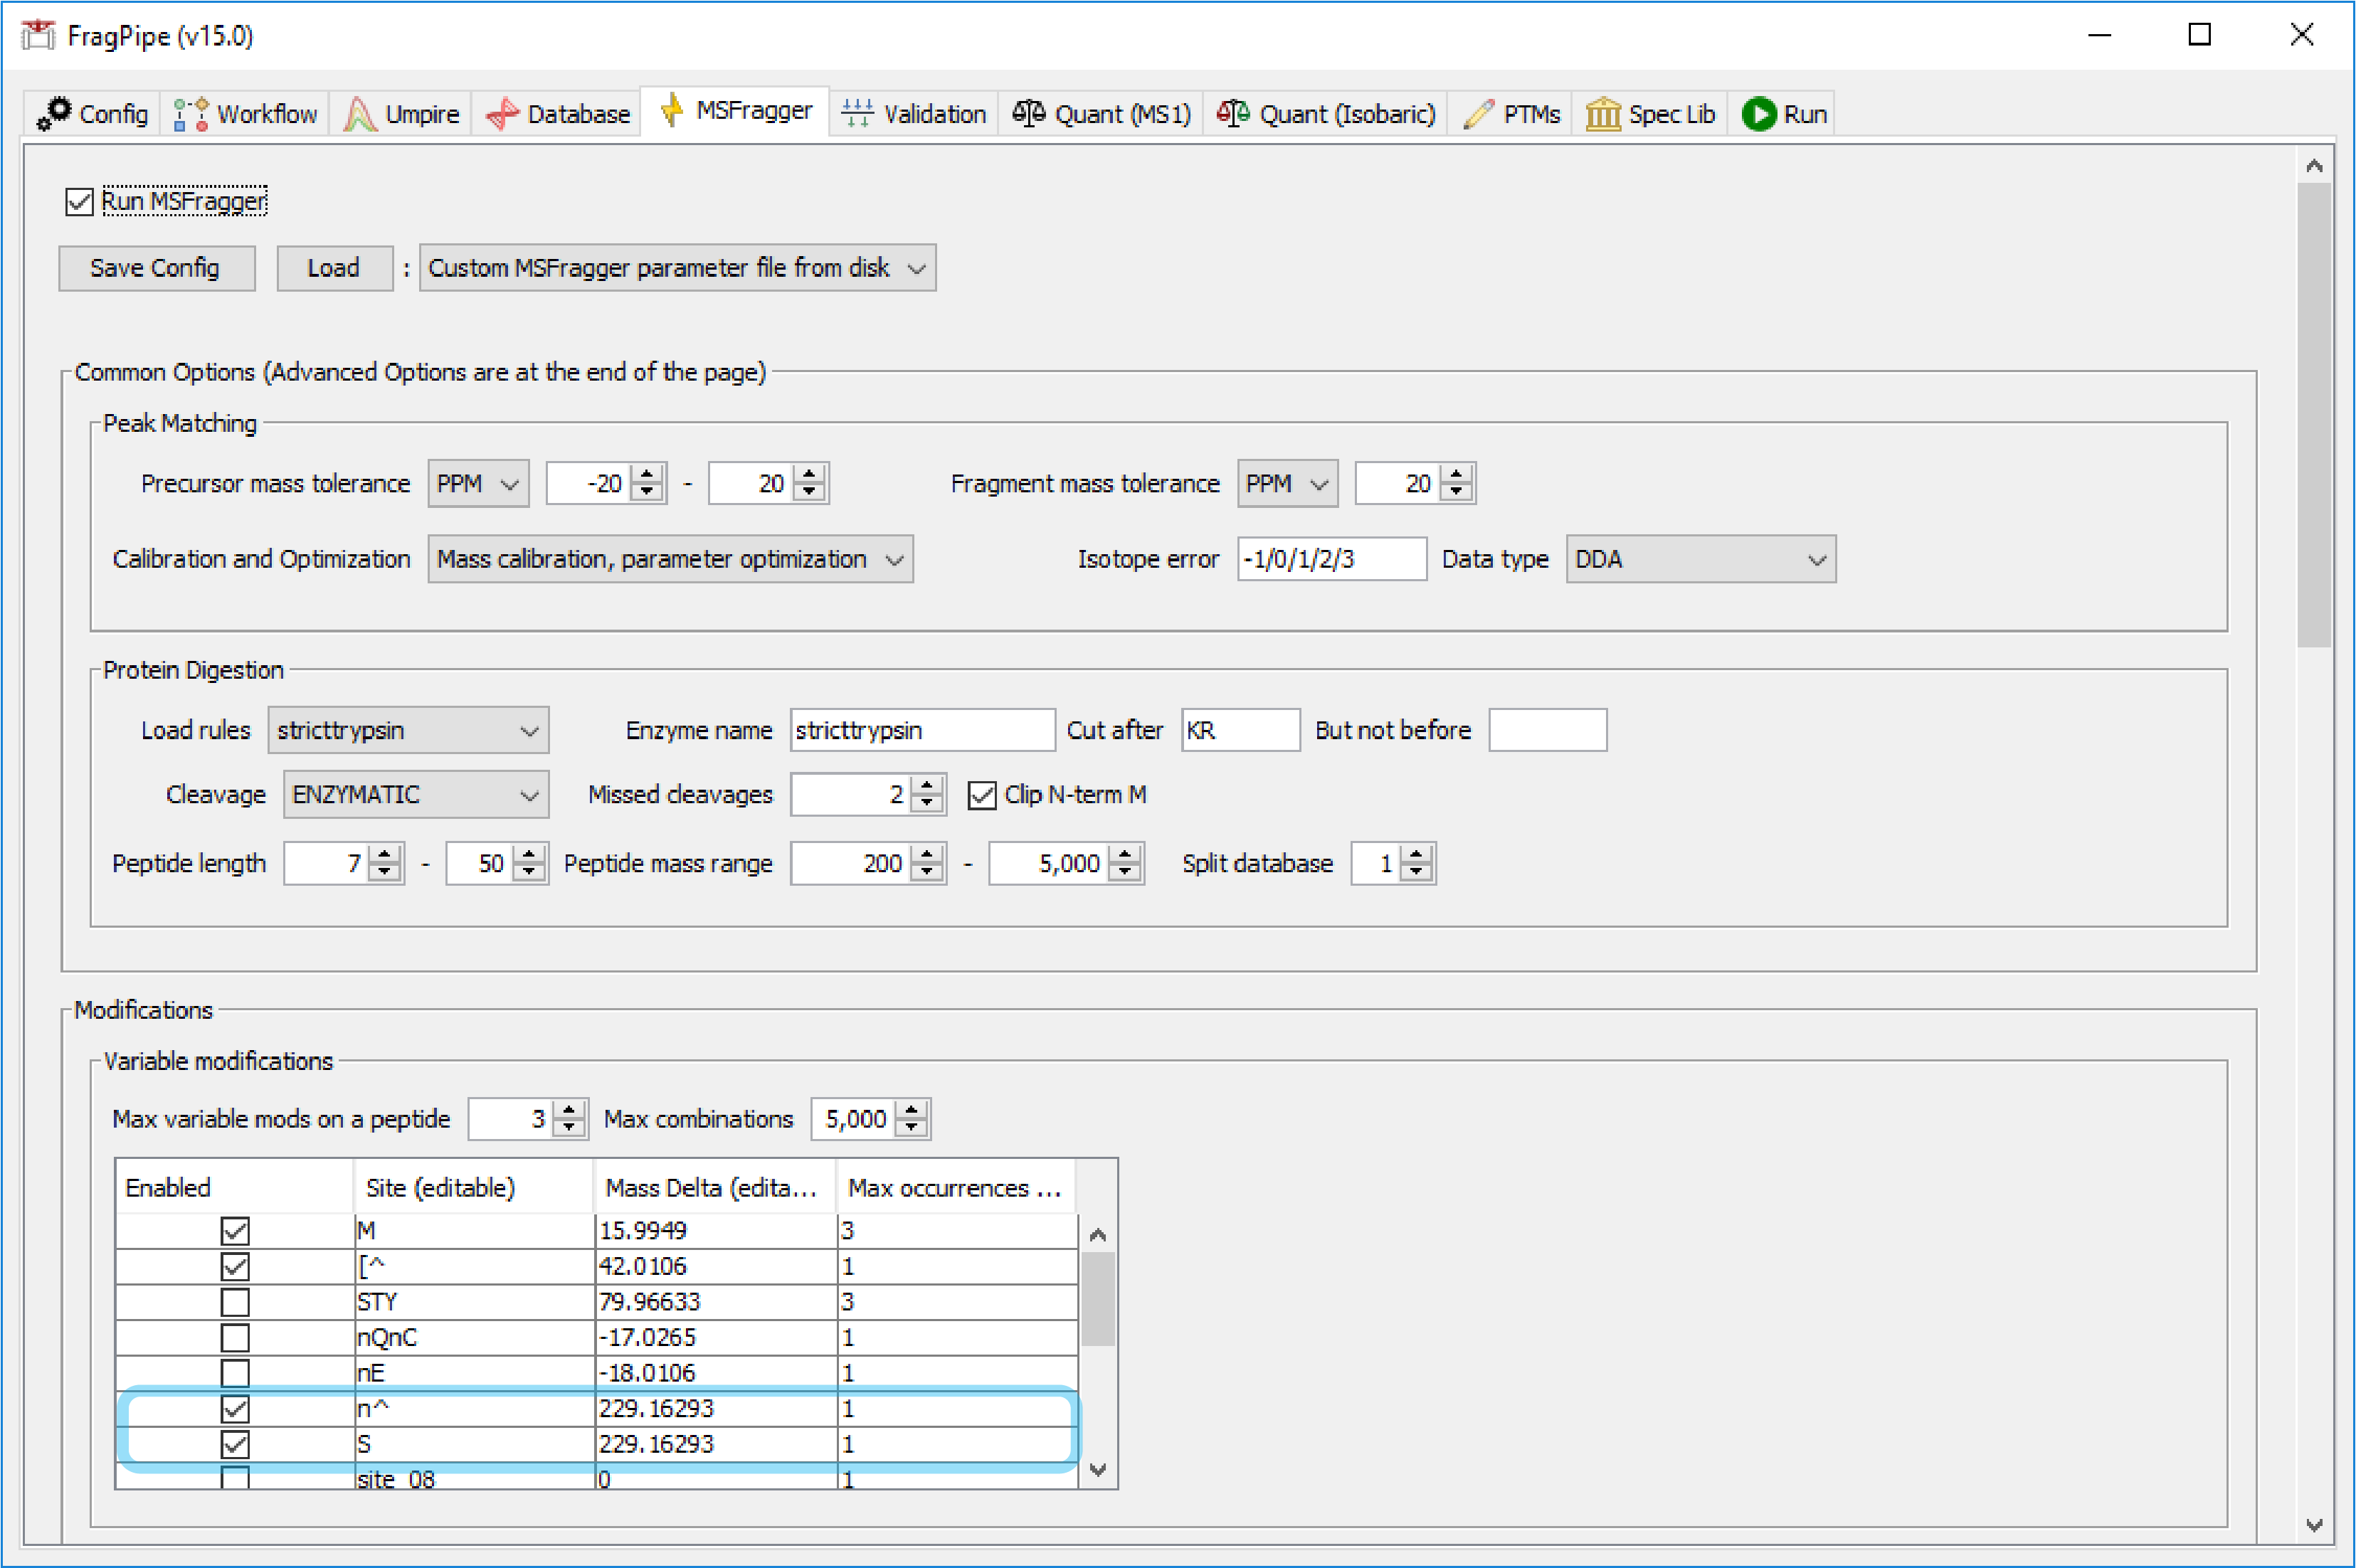 FragPipe (v15.0)
Config Workflow Umpire Database MSFragger Validation Quant (MS1) Quant (Isobaric) PTMs Spec Lib Run
Run MSFragger
Save Config Load : Custom MSFragger parameter file from disk
Common Options (Advanced Options are at the end of the page)
Peak Matching
Precursor mass tolerance PPM -20 - 20 Fragment mass tolerance PPM 20
Calibration and Optimization Mass calibration, parameter optimization Isotope error -1/0/1/2/3 Data type DDA
Protein Digestion
Load rules stricttrypsin Enzyme name stricttrypsin Cut after KR But not before
Cleavage ENZYMATIC Missed cleavages 2 Clip N-term M
Peptide length 7 - 50 Peptide mass range 200 - 5,000 Split database 1
Modifications
Variable modifications
Max variable mods on a peptide 3 Max combinations 5,000
Enabled Site (editable) Mass Delta (edita... Max occurrences ...
M 15.9949 3
[^ 42.0106 1
STY 79.96633 3
nQnC -17.0265 1
nE -18.0106 1
n^ 229.16293 1
S 229.16293 1
site_08 0 1